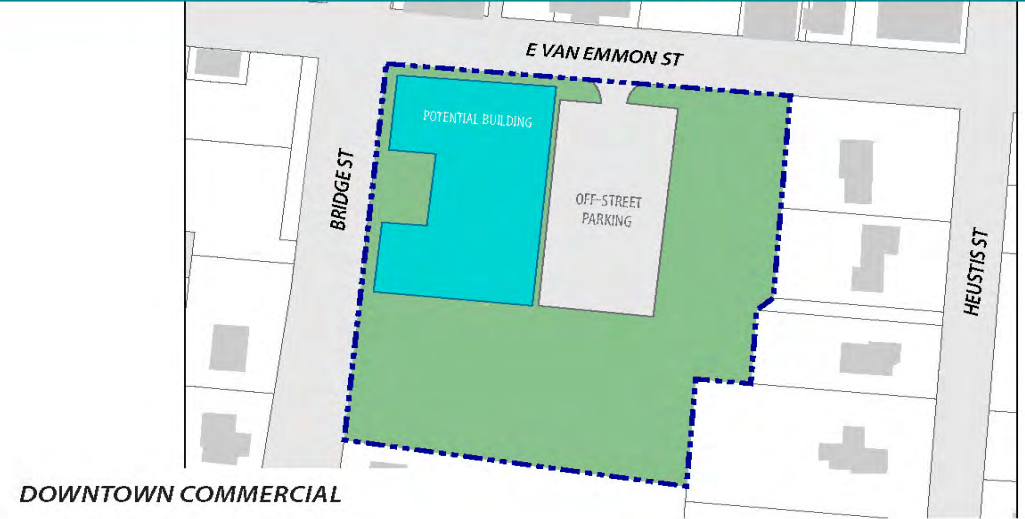 E VAN EMMON ST
POTENTIAL BUILDING
BRIDGE ST
OFF-STREET
PARKING
HEUSTIS ST
DOWNTOWN COMMERCIAL